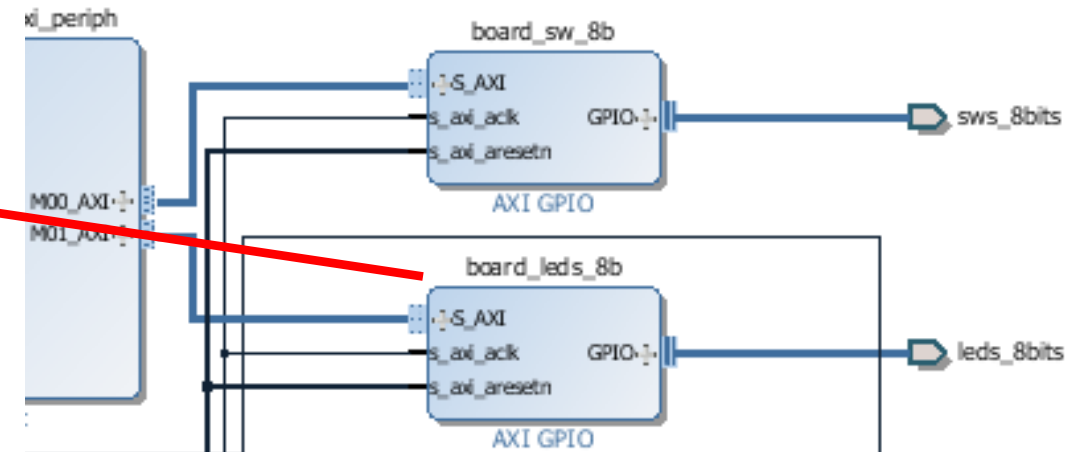 xi_periph
M00_AXI
M01_AXI
board_sw_8b
S_AXI
s_axi_aclk
s_axi_aresetn
GPIO
AXI GPIO
sws_8bits
board_leds_8b
S_AXI
s_axi_aclk
s_axi_aresetn
GPIO
AXI GPIO
leds_8bits